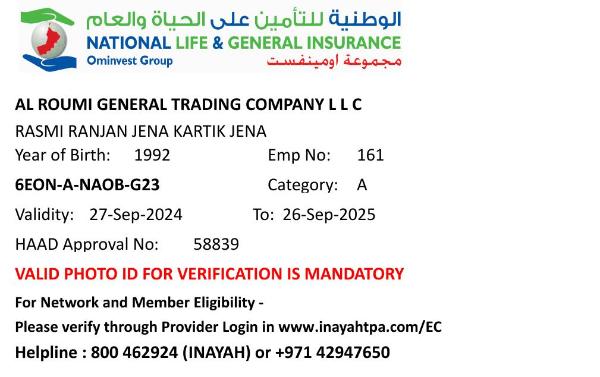 الوطنية للتأمين على الحياة والعام
NATIONAL LIFE & GENERAL INSURANCE
Ominvest Group مجموعة اومينفست
AL ROUMI GENERAL TRADING COMPANY L L C
RASMI RANJAN JENA KARTIK JENA
Year of Birth: 1992 Emp No: 161
6EON-A-NAOB-G23 Category: A
Validity: 27-Sep-2024 To: 26-Sep-2025
HAAD Approval No: 58839
VALID PHOTO ID FOR VERIFICATION IS MANDATORY
For Network and Member Eligibility -
Please verify through Provider Login in www.inayahtpa.com/EC
Helpline : 800 462924 (INAYAH) or +971 42947650